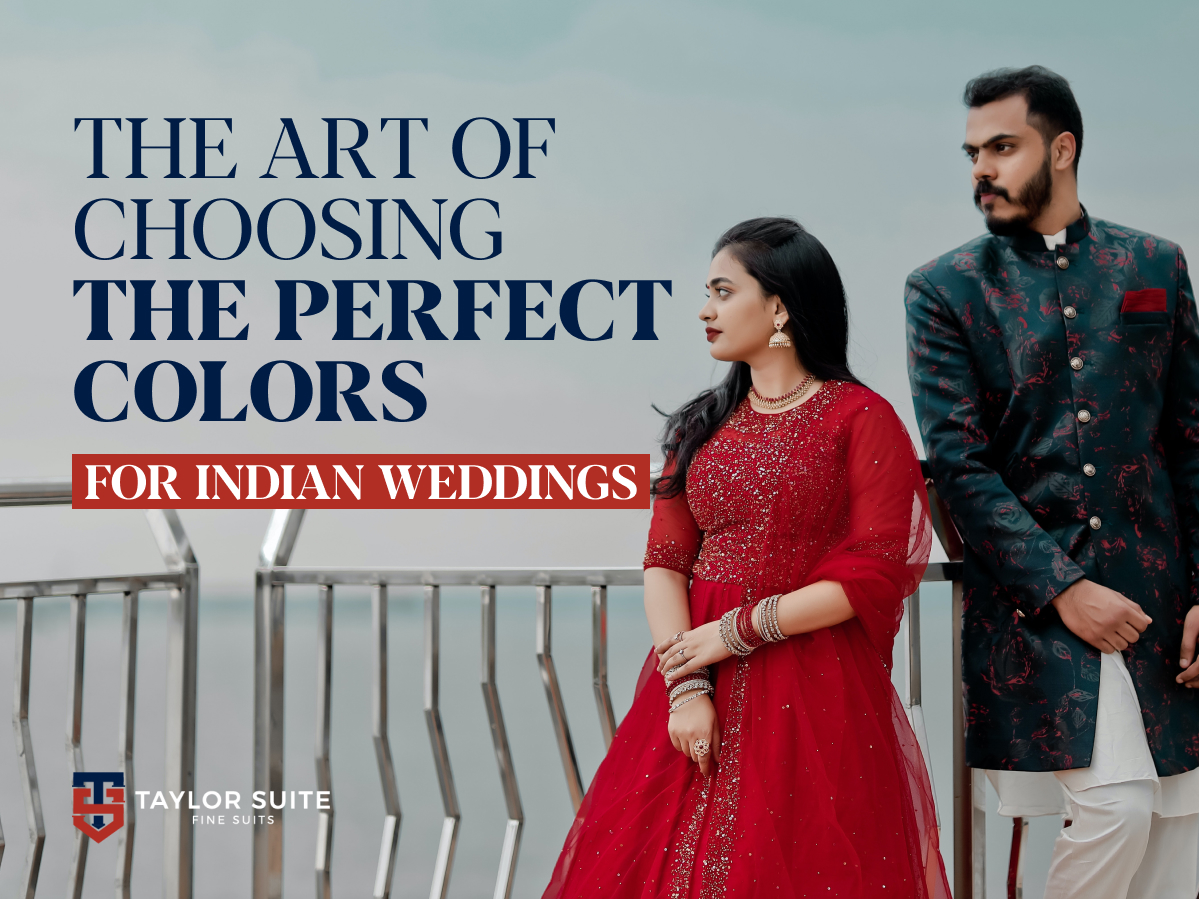 THE ART OF
CHOOSING
THE PERFECT
COLORS
FOR INDIAN WEDDINGS
TAYLOR SUITE
FINE SUITS